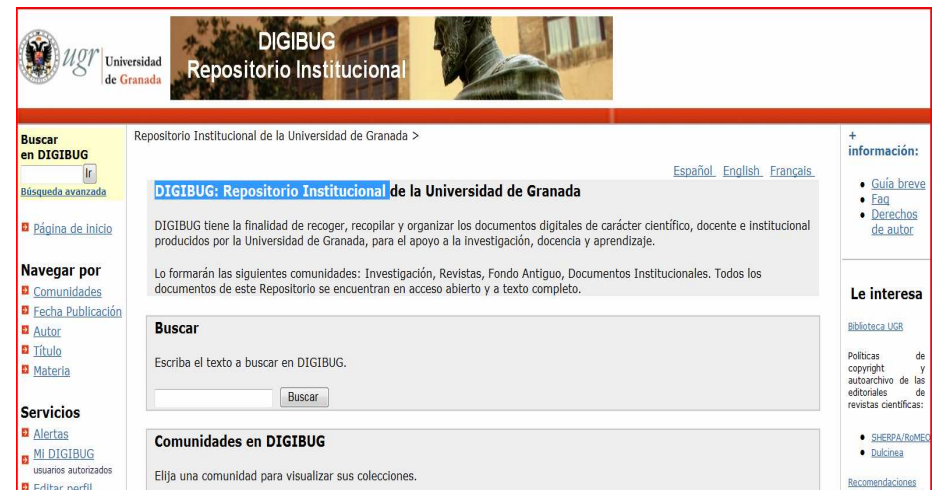 ugr Universidad
de Granada
DIGIBUG
Repositorio Institucional
Buscar
en DIGIBUG
Ir
Búsqueda avanzada
Página de inicio
Navegar por
Comunidades
Fecha Publicación
Autor
Título
Materia
Servicios
Alertas
Mi DIGIBUG
usuarios autorizados
Editar perfil
Repositorio Institucional de la Universidad de Granada >
Español English Français
DIGIBUG: Repositorio Institucional de la Universidad de Granada
DIGIBUG tiene la finalidad de recoger, recopilar y organizar los documentos digitales de carácter científico, docente e institucional
producidos por la Universidad de Granada, para el apoyo a la investigación, docencia y aprendizaje.
Lo formarán las siguientes comunidades: Investigación, Revistas, Fondo Antiguo, Documentos Institucionales. Todos los
documentos de este Repositorio se encuentran en acceso abierto y a texto completo.
Buscar
Escriba el texto a buscar en DIGIBUG.
Buscar
Comunidades en DIGIBUG
Elija una comunidad para visualizar sus colecciones.
+
información:
Guía breve
Faq
Derechos
de autor
Le interesa
Biblioteca UGR
Políticas de
copyright y
autoarchivo de las
editoriales de
revistas científicas:
SHERPA/RoMEO
Dulcinea
Recomendaciones